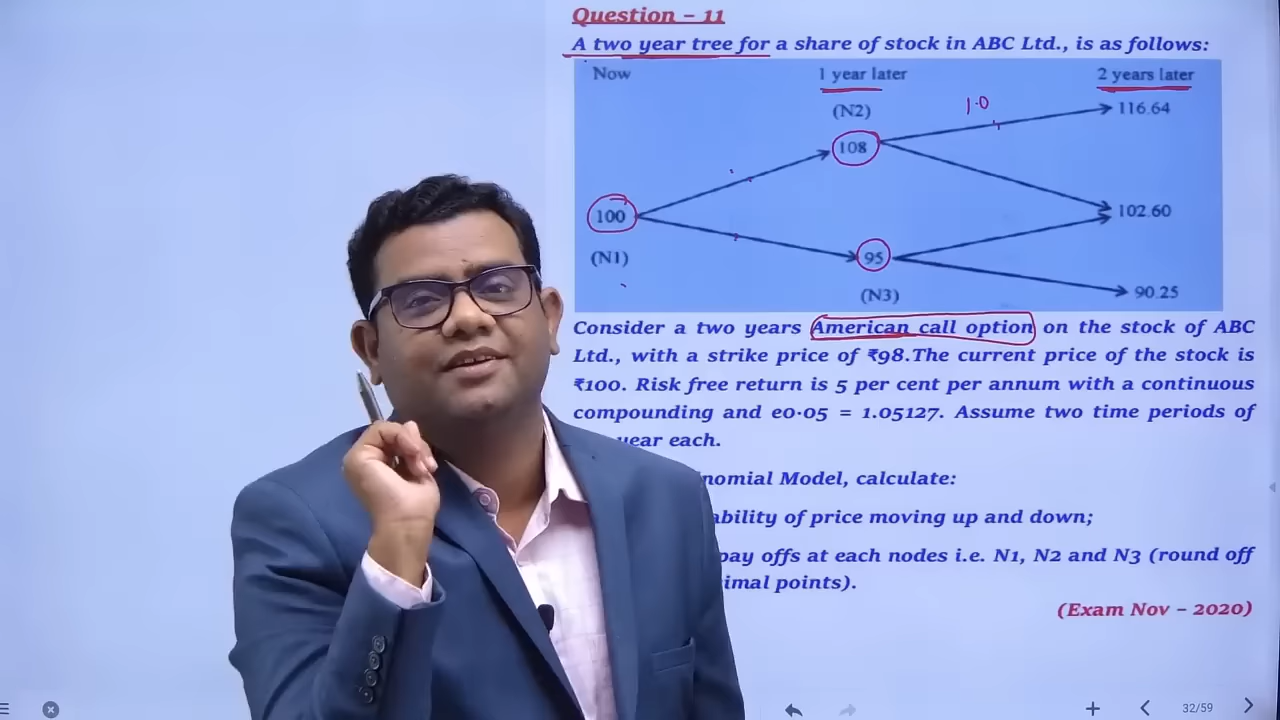 Question – 11
A two year tree for a share of stock in ABC Ltd., is as follows:
Now 1 year later 2 years later
(N2) 1.0 116.64
108
100 102.60
(N1) 95 90.25
(N3)
Consider a two years American call option on the stock of ABC
Ltd., with a strike price of ₹98.The current price of the stock is
₹100. Risk free return is 5 per cent per annum with a continuous
compounding and e0·05 = 1.05127. Assume two time periods of
year each.
nomial Model, calculate:
ability of price moving up and down;
pay offs at each nodes i.e. N1, N2 and N3 (round off
imal points).
(Exam Nov – 2020)
32/59